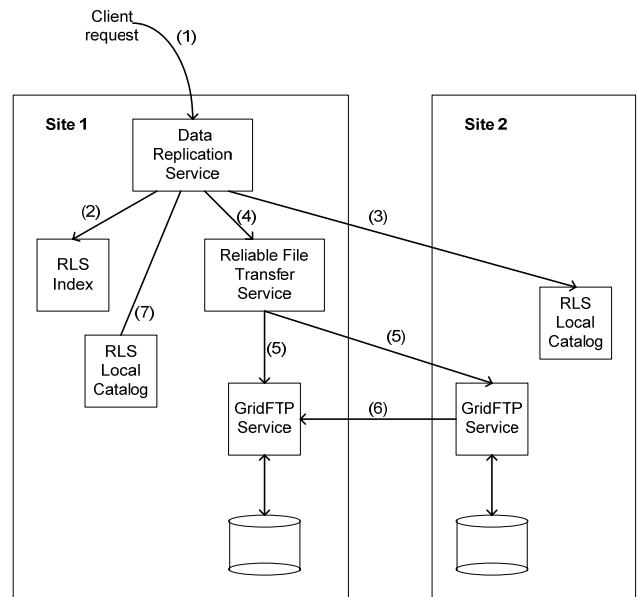 Client
request
(1)
Site 1
Site 2
Data
Replication
Service
(2)
(4)
(3)
RLS
Index
Reliable File
Transfer
Service
RLS
Local
Catalog
(7)
RLS
Local
Catalog
(5)
(5)
GridFTP
Service
(6)
GridFTP
Service